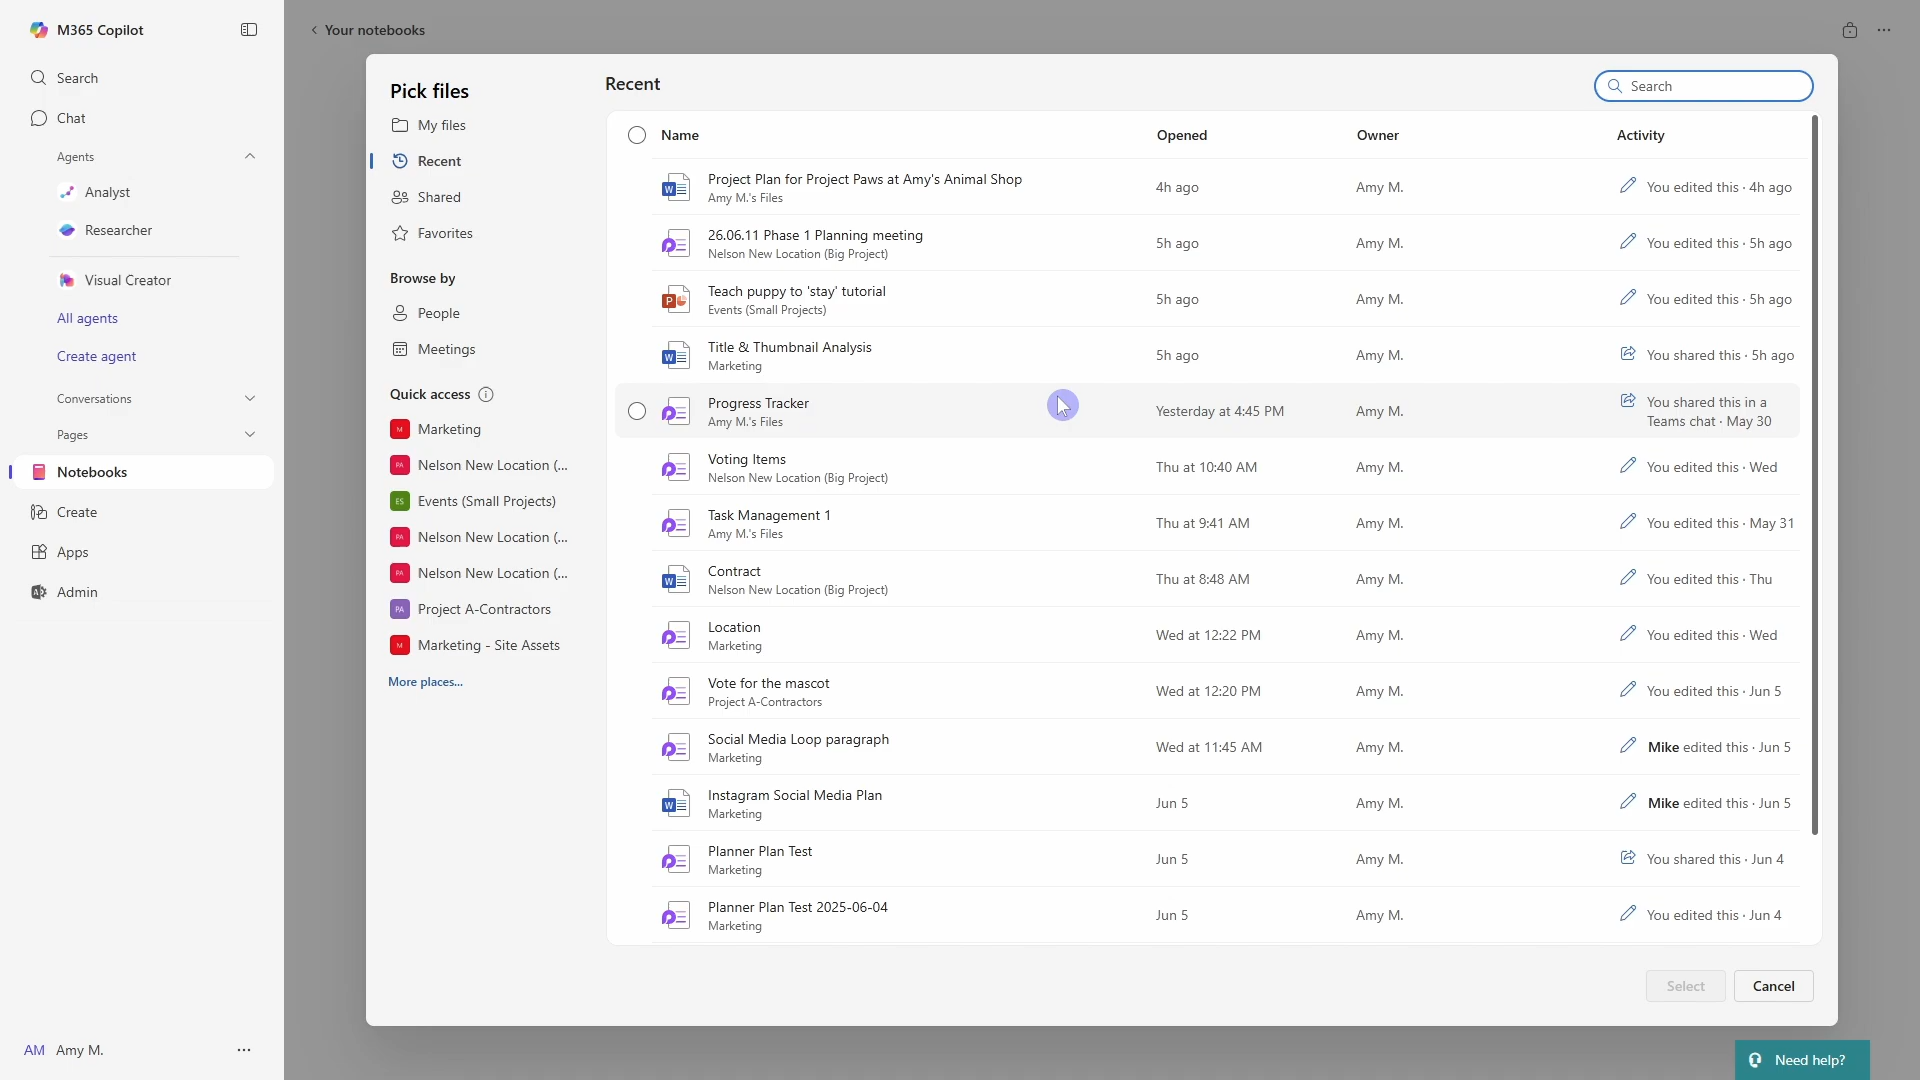 M365 Copilot
Search
Chat
Agents
Analyst
Researcher
Visual Creator
All agents
Create agent
Conversations
Pages
Notebooks
Create
Apps
Admin
AM Amy M.
Your notebooks
Pick files
My files
Recent
Shared
Favorites
Browse by
People
Meetings
Quick access
M Marketing
PA Nelson New Location (...
ES Events (Small Projects)
PA Nelson New Location (...
PA Nelson New Location (...
PA Project A-Contractors
M Marketing - Site Assets
More places...
Recent
Search
Name Opened Owner Activity
Project Plan for Project Paws at Amy's Animal Shop
Amy M.'s Files
4h ago Amy M. You edited this · 4h ago
26.06.11 Phase 1 Planning meeting
Nelson New Location (Big Project)
5h ago Amy M. You edited this · 5h ago
Teach puppy to 'stay' tutorial
Events (Small Projects)
5h ago Amy M. You edited this · 5h ago
Title & Thumbnail Analysis
Marketing
5h ago Amy M. You shared this · 5h ago
Progress Tracker
Amy M.'s Files
Yesterday at 4:45 PM Amy M. You shared this in a
Teams chat · May 30
Voting Items
Nelson New Location (Big Project)
Thu at 10:40 AM Amy M. You edited this · Wed
Task Management 1
Amy M.'s Files
Thu at 9:41 AM Amy M. You edited this · May 31
Contract
Nelson New Location (Big Project)
Thu at 8:48 AM Amy M. You edited this · Thu
Location
Marketing
Wed at 12:22 PM Amy M. You edited this · Wed
Vote for the mascot
Project A-Contractors
Wed at 12:20 PM Amy M. You edited this · Jun 5
Social Media Loop paragraph
Marketing
Wed at 11:45 AM Amy M. Mike edited this · Jun 5
Instagram Social Media Plan
Marketing
Jun 5 Amy M. Mike edited this · Jun 5
Planner Plan Test
Marketing
Jun 5 Amy M. You shared this · Jun 4
Planner Plan Test 2025-06-04
Marketing
Jun 5 Amy M. You edited this · Jun 4
Select Cancel
Need help?